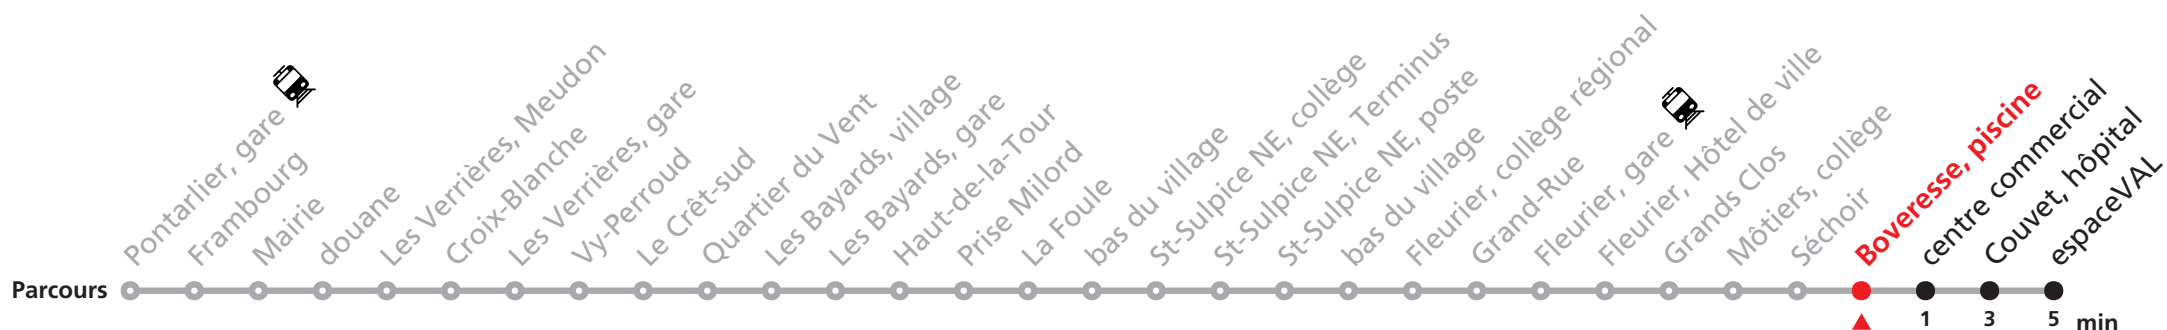 Pontarlier, gare
Frambourg
Mairie
douane
Les Verrières, Meudon
Croix-Blanche
Les Verrières, gare
Vy-Perroud
Le Crêt-sud
Quartier du Vent
Les Bayards, village
Les Bayards, gare
Haut-de-la-Tour
Prise Milord
La Foule
bas du village
St-Sulpice NE, collège
St-Sulpice NE, Terminus
St-Sulpice NE, poste
bas du village
Fleurier, collège régional
Grand-Rue
Fleurier, gare
Fleurier, Hôtel de ville
Grands Clos
Môtiers, collège
Séchoir
Boveresse, piscine
centre commercial
Couvet, hôpital
espaceVAL
Parcours
1 3 5 min